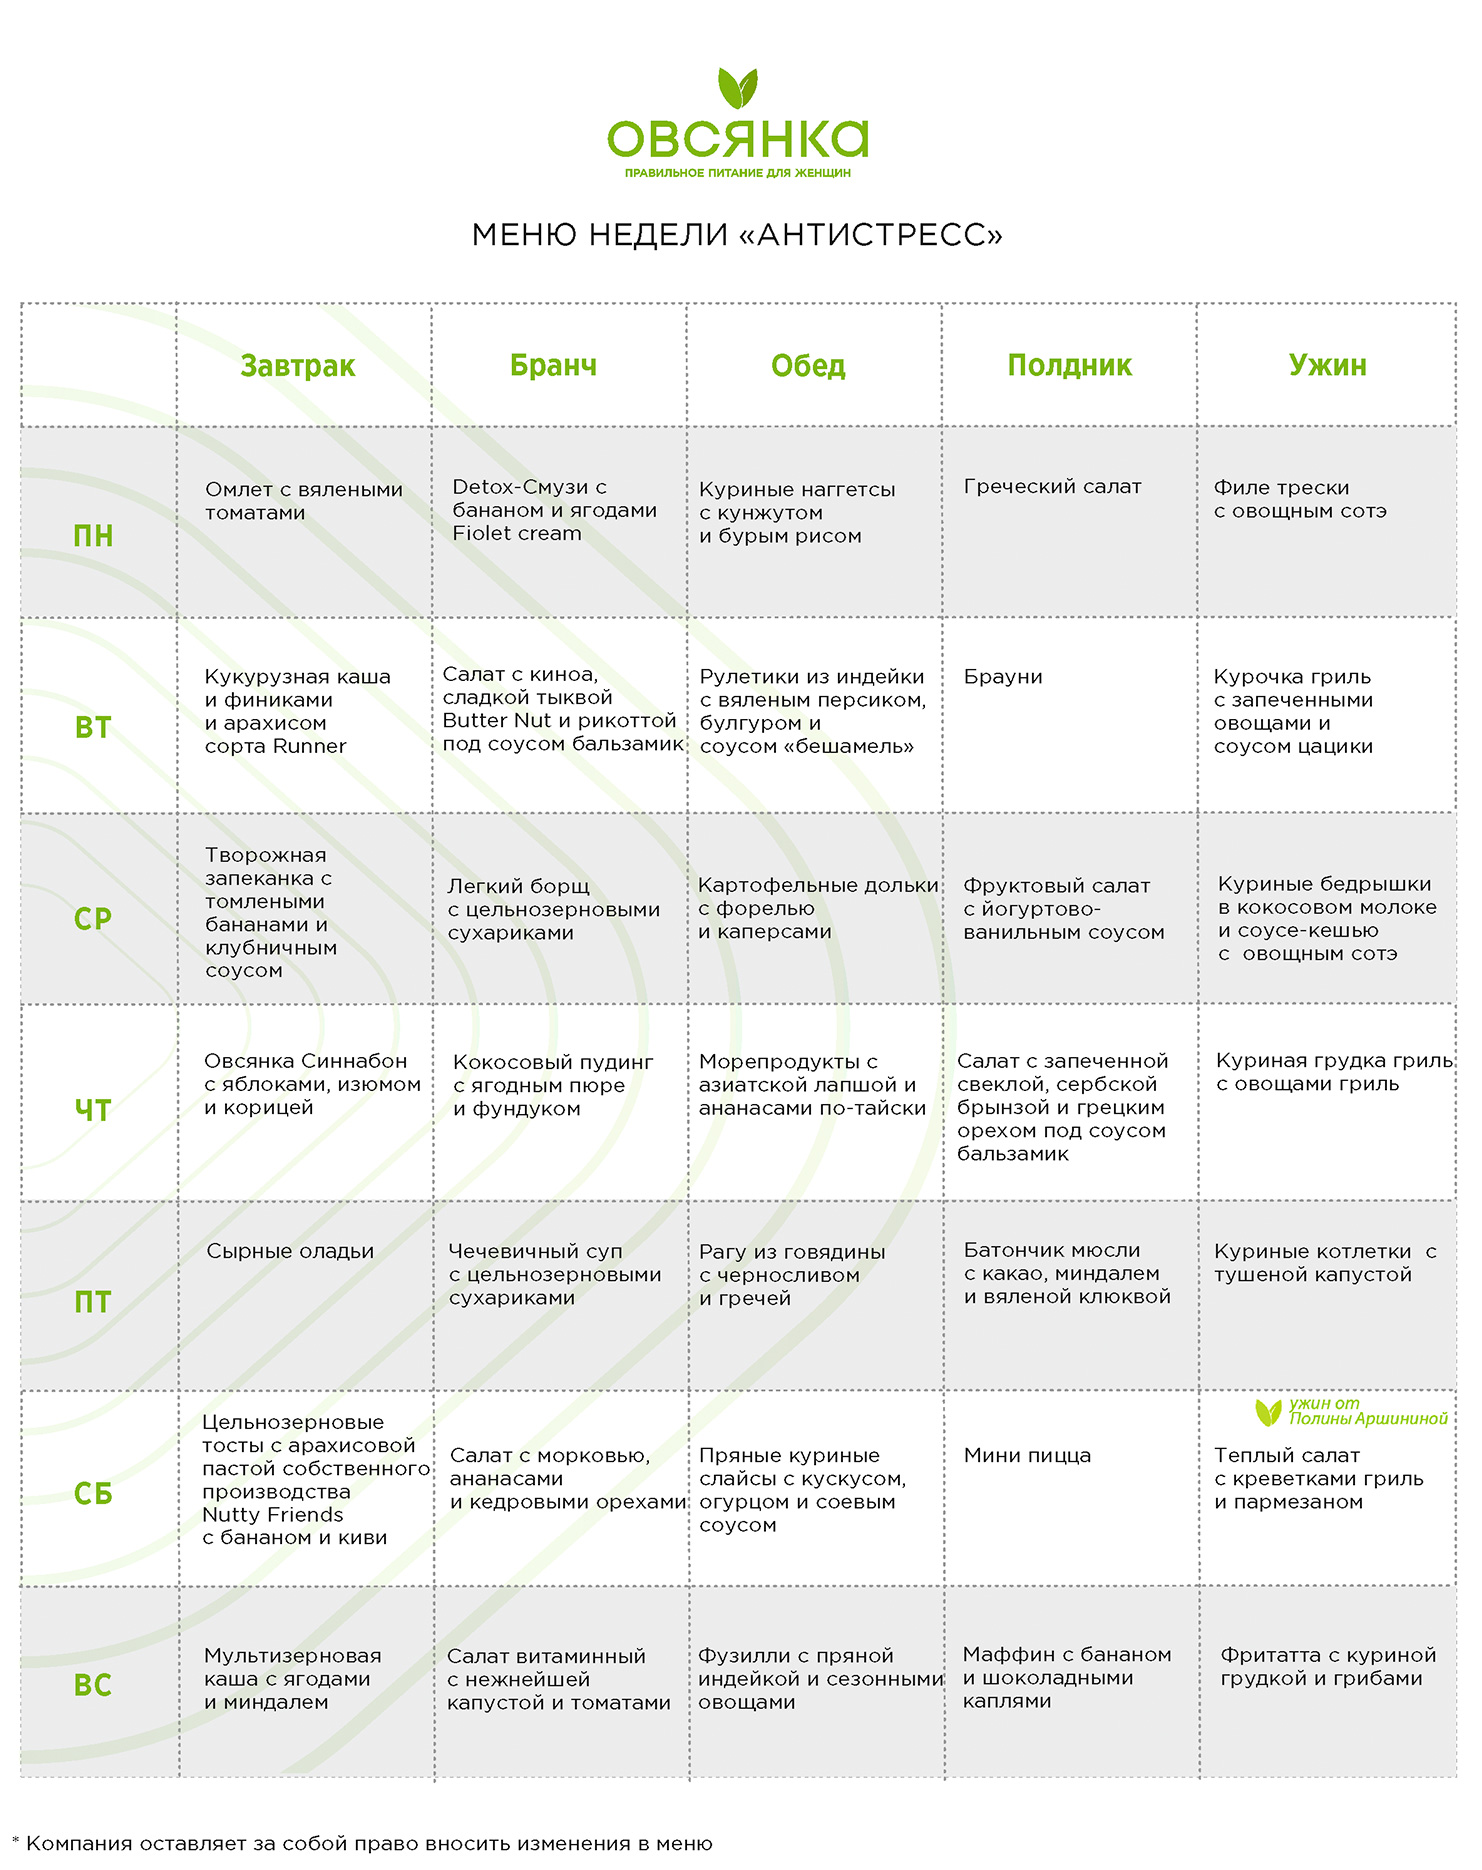 ОВСЯНКА
ПРАВИЛЬНОЕ ПИТАНИЕ ДЛЯ ЖЕНЩИН
МЕНЮ НЕДЕЛИ «АНТИСТРЕСС»
Завтрак
Бранч
Обед
Полдник
Ужин
ПН
Омлет с вялеными
томатами
Detox-Смузи с
бананом и ягодами
Fiolet cream
Куриные наггетсы
с кунжутом
и бурым рисом
Греческий салат
Филе трески
с овощным сотэ
ВТ
Кукурузная каша
и финиками
и арахисом
сорта Runner
Салат с киноа,
сладкой тыквой
Butter Nut и рикоттой
под соусом бальзамик
Рулетики из индейки
с вяленым персиком,
булгуром и
соусом «бешамель»
Брауни
Курочка гриль
с запеченными
овощами и
соусом цацики
СР
Творожная
запеканка с
томлеными
бананами и
клубничным
соусом
Легкий борщ
с цельнозерновыми
сухариками
Картофельные дольки
с форелью
и каперсами
Фруктовый салат
с йогуртово-
ванильным соусом
Куриные бедрышки
в кокосовом молоке
и соусе-кешью
с  овощным сотэ
ЧТ
Овсянка Синнабон
с яблоками, изюмом
и корицей
Кокосовый пудинг
с ягодным пюре
и фундуком
Морепродукты с
азиатской лапшой и
ананасами по-тайски
Салат с запеченной
свеклой, сербской
брынзой и грецким
орехом под соусом
бальзамик
Куриная грудка гриль
с овощами гриль
ПТ
Сырные оладьи
Чечевичный суп
с цельнозерновыми
сухариками
Рагу из говядины
с черносливом
и гречей
Батончик мюсли
с какао, миндалем
и вяленой клюквой
Куриные котлетки  с
тушеной капустой
СБ
Цельнозерновые
тосты с арахисовой
пастой собственного
производства
Nutty Friends
с бананом и киви
Салат с морковью,
ананасами
и кедровыми орехами
Пряные куриные
слайсы с кускусом,
огурцом и соевым
соусом
Мини пицца
ужин от
Полины Аршининой
Теплый салат
с креветками гриль
и пармезаном
ВС
Мультизерновая
каша с ягодами
и миндалем
Салат витаминный
с нежнейшей
капустой и томатами
Фузилли с пряной
индейкой и сезонными
овощами
Маффин с бананом
и шоколадными
каплями
Фритатта с куриной
грудкой и грибами
* Компания оставляет за собой право вносить изменения в меню